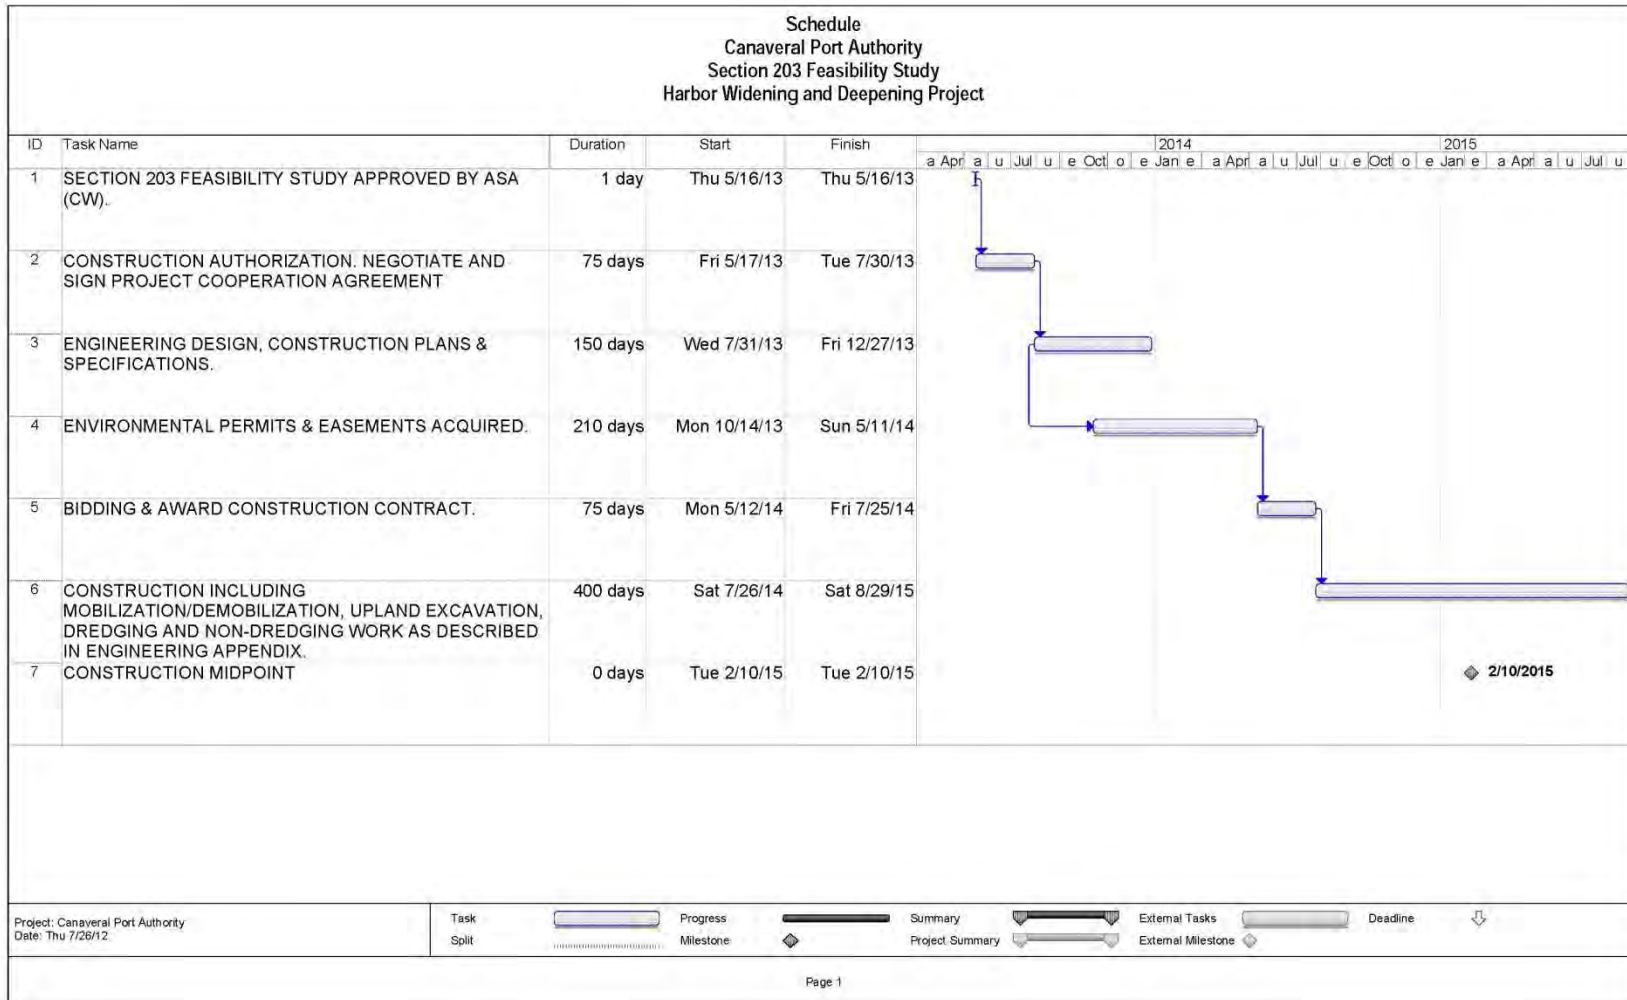 Schedule
Canaveral Port Authority
Section 203 Feasibility Study
Harbor Widening and Deepening Project
ID Task Name Duration Start Finish 2014 2015
a Apr a u Jul u e Oct o e Jan e a Apr a u Jul u e Oct o e Jan e a Apr a u Jul u
1 SECTION 203 FEASIBILITY STUDY APPROVED BY ASA 1 day Thu 5/16/13 Thu 5/16/13
(CW).
2 CONSTRUCTION AUTHORIZATION. NEGOTIATE AND 75 days Fri 5/17/13 Tue 7/30/13
SIGN PROJECT COOPERATION AGREEMENT
3 ENGINEERING DESIGN, CONSTRUCTION PLANS & 150 days Wed 7/31/13 Fri 12/27/13
SPECIFICATIONS.
4 ENVIRONMENTAL PERMITS & EASEMENTS ACQUIRED. 210 days Mon 10/14/13 Sun 5/11/14
5 BIDDING & AWARD CONSTRUCTION CONTRACT. 75 days Mon 5/12/14 Fri 7/25/14
6 CONSTRUCTION INCLUDING 400 days Sat 7/26/14 Sat 8/29/15
MOBILIZATION/DEMOBILIZATION, UPLAND EXCAVATION,
DREDGING AND NON-DREDGING WORK AS DESCRIBED
IN ENGINEERING APPENDIX.
7 CONSTRUCTION MIDPOINT 0 days Tue 2/10/15 Tue 2/10/15 2/10/2015
Project: Canaveral Port Authority
Date: Thu 7/26/12
Task Progress Summary External Tasks Deadline
Split Milestone Project Summary External Milestone
Page 1